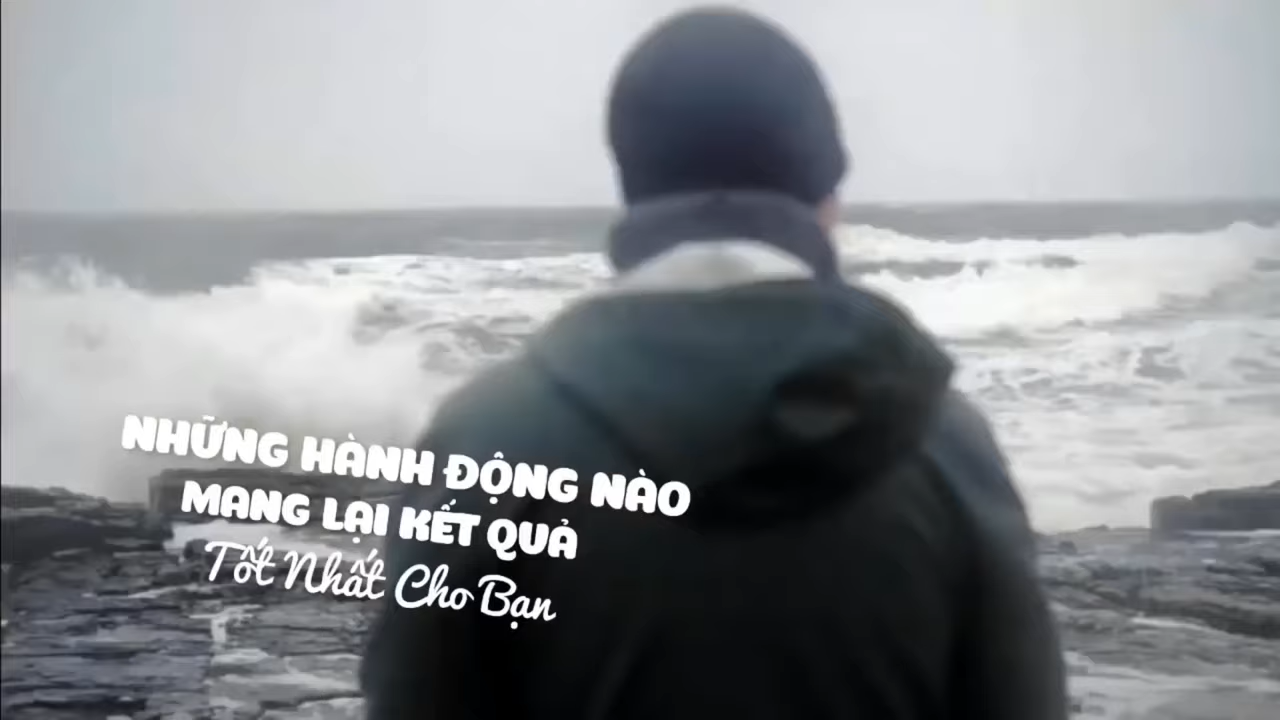 NHỮNG HÀNH ĐỘNG NÀO
MANG LẠI KẾT QUẢ
Tốt Nhất Cho Bạn